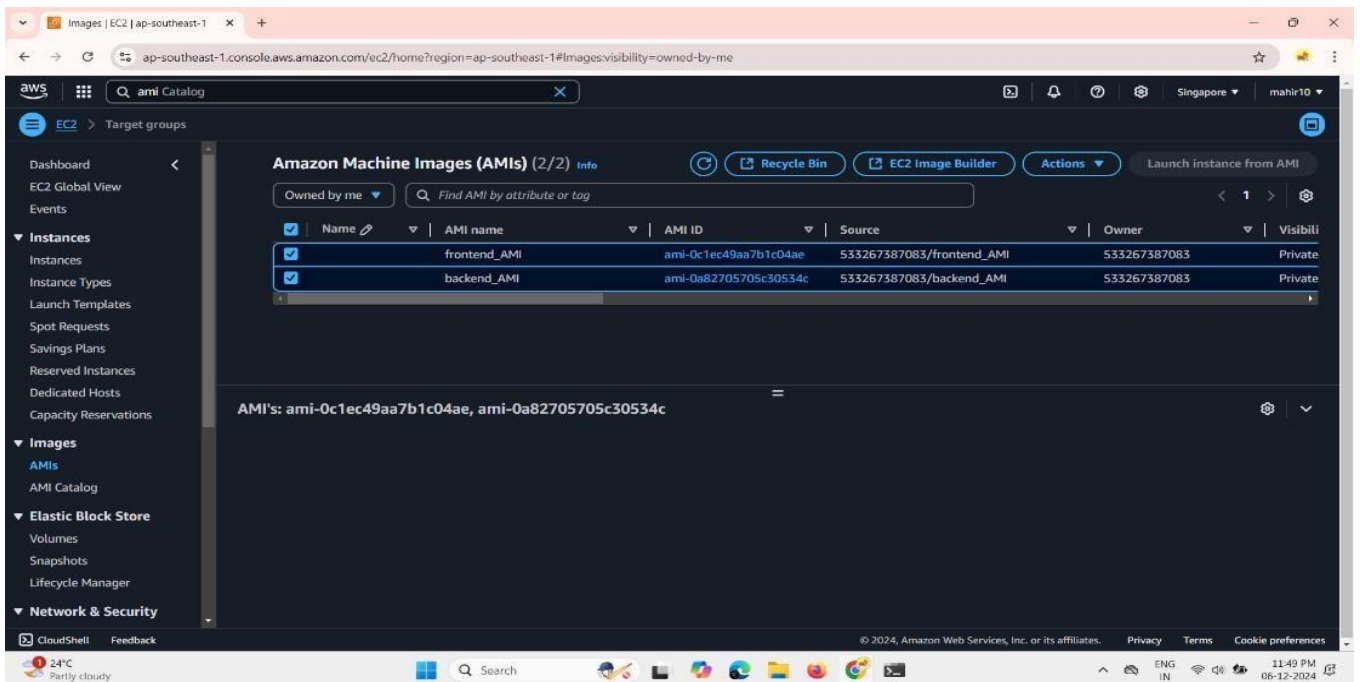 Images | EC2 | ap-southeast-1
ap-southeast-1.console.aws.amazon.com/ec2/home?region=ap-southeast-1#Images:visibility=owned-by-me
aws ami Catalog Singapore mahir10
EC2 > Target groups
Dashboard
EC2 Global View
Events
Instances
Instances
Instance Types
Launch Templates
Spot Requests
Savings Plans
Reserved Instances
Dedicated Hosts
Capacity Reservations
Images
AMIs
AMI Catalog
Elastic Block Store
Volumes
Snapshots
Lifecycle Manager
Network & Security
Amazon Machine Images (AMIs) (2/2) Info Recycle Bin EC2 Image Builder Actions Launch instance from AMI
Owned by me Find AMI by attribute or tag 1
Name AMI name AMI ID Source Owner Visibili
frontend_AMI ami-0c1ec49aa7b1c04ae 533267387083/frontend_AMI 533267387083 Private
backend_AMI ami-0a82705705c30534c 533267387083/backend_AMI 533267387083 Private
AMI's: ami-0c1ec49aa7b1c04ae, ami-0a82705705c30534c
CloudShell Feedback © 2024, Amazon Web Services, Inc. or its affiliates. Privacy Terms Cookie preferences
1 24°C Search ENG 11:49 PM
Partly cloudy IN 06-12-2024